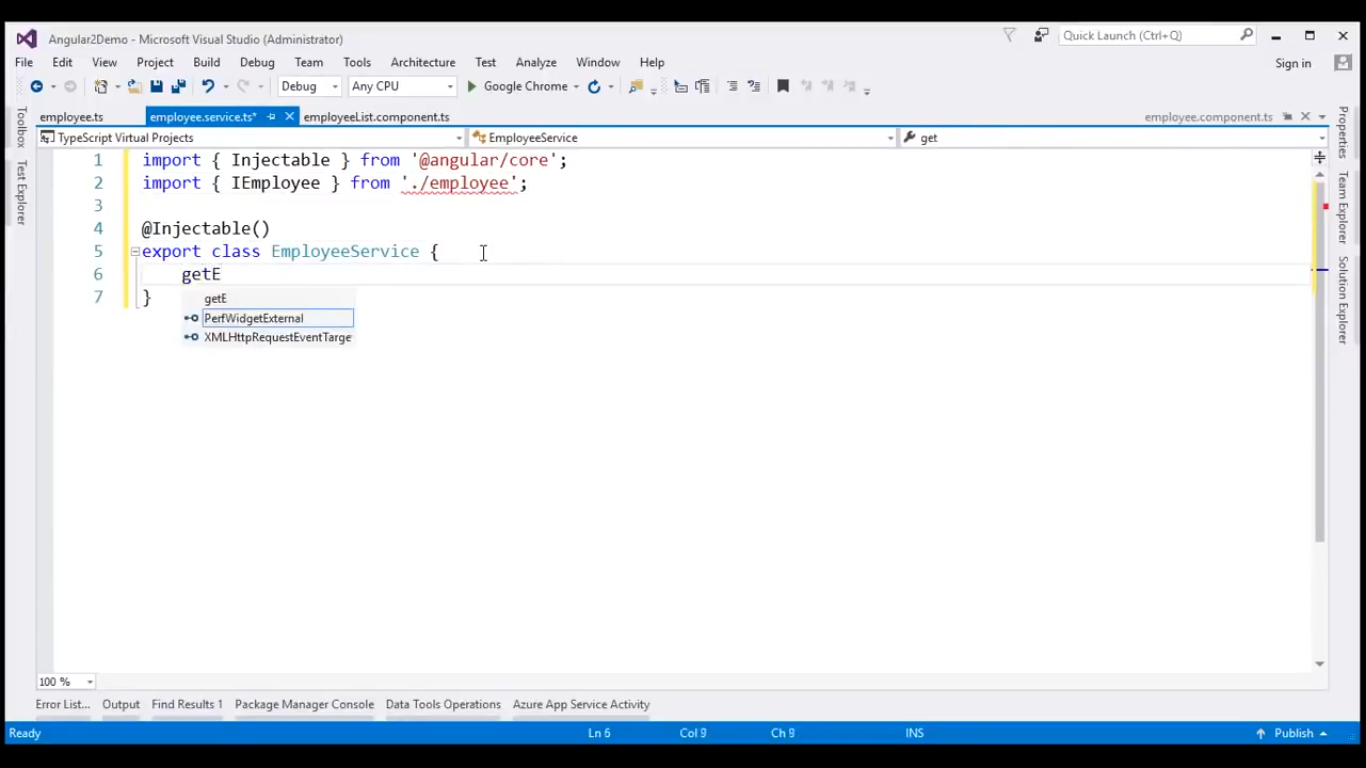 Angular2Demo - Microsoft Visual Studio (Administrator)
Quick Launch (Ctrl+Q)
File Edit View Project Build Debug Team Tools Architecture Test Analyze Window Help
Sign in
Debug Any CPU Google Chrome
employee.ts employee.service.ts* employeeList.component.ts employee.component.ts
TypeScript Virtual Projects EmployeeService get
Toolbox
Test Explorer
1 import { Injectable } from '@angular/core';
2 import { IEmployee } from './employee';
3
4 @Injectable()
5 export class EmployeeService {
6 getE
7 }
getE
PerfWidgetExternal
XMLHttpRequestEventTarge
Properties
Team Explorer
Solution Explorer
100 %
Error List... Output Find Results 1 Package Manager Console Data Tools Operations Azure App Service Activity
Ready Ln 6 Col 9 Ch 9 INS Publish